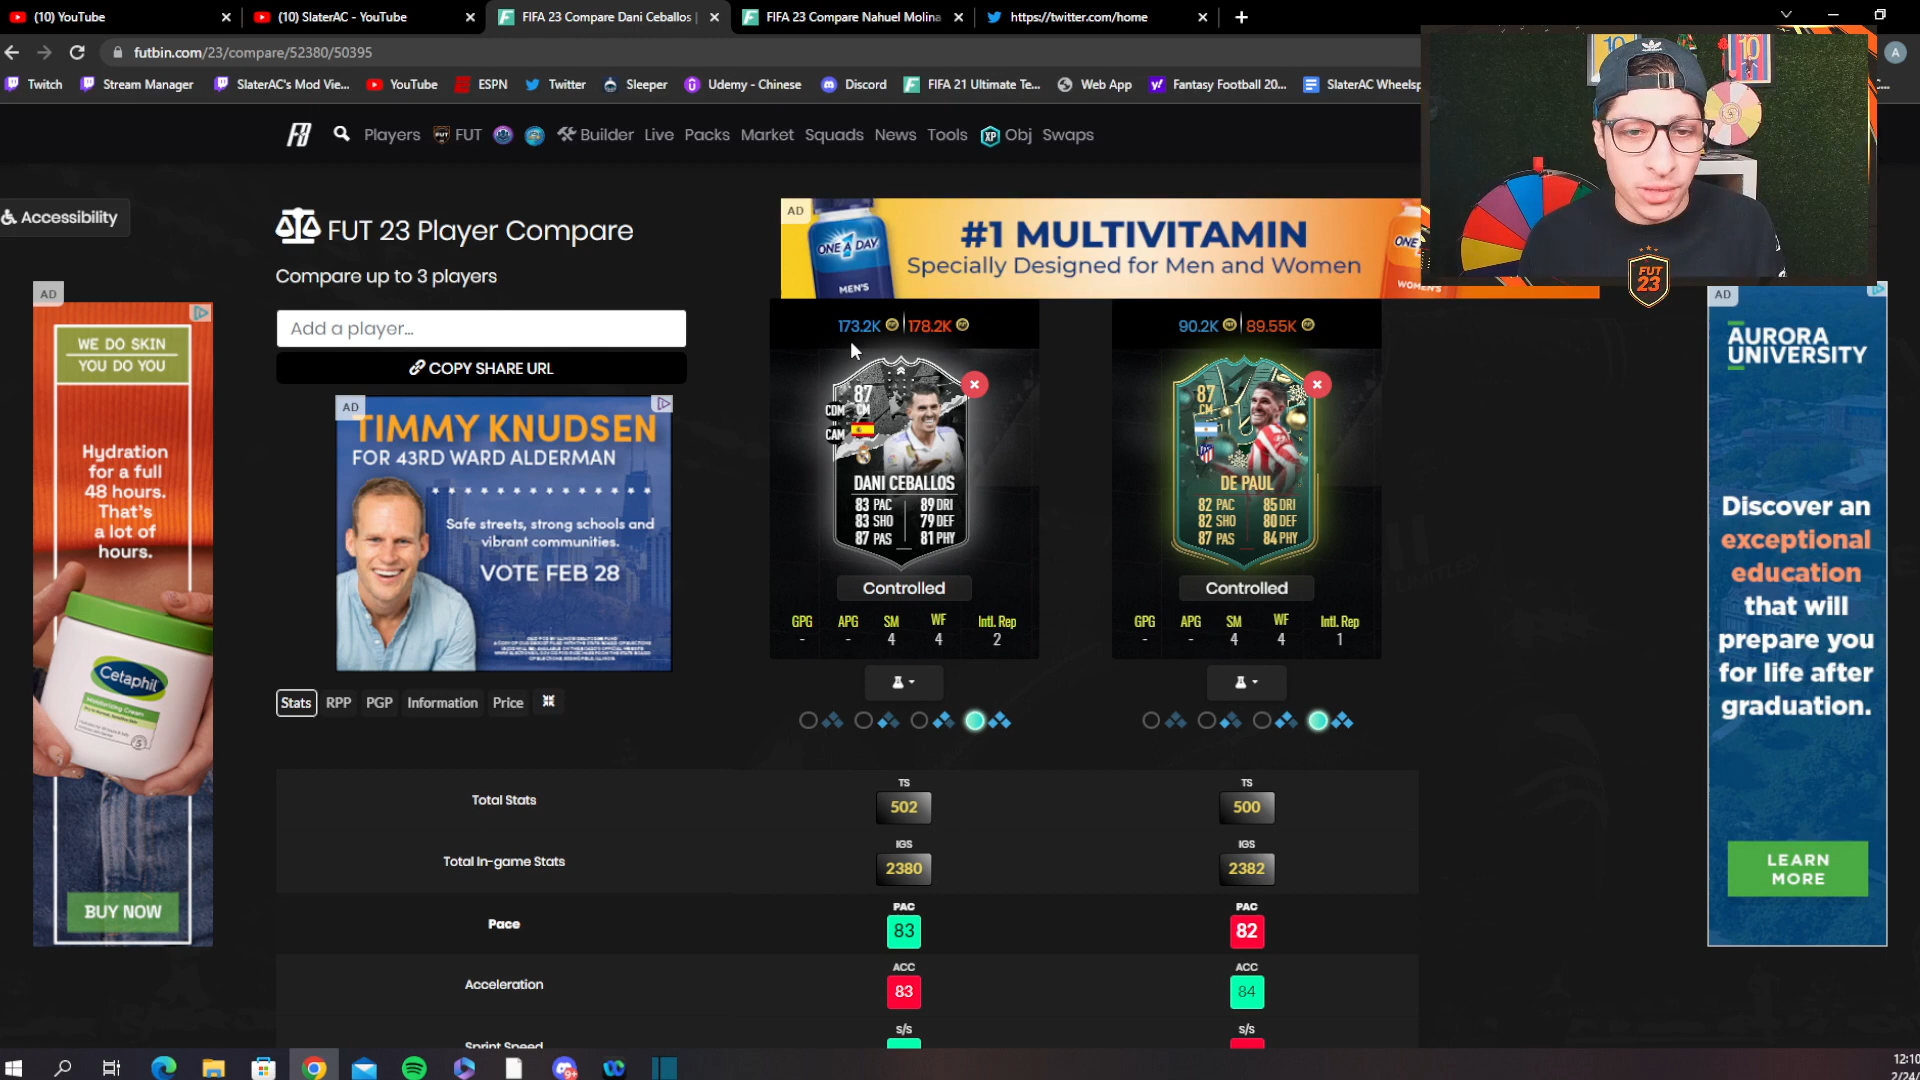 (10) YouTube
(10) SlaterAC - YouTube
FIFA 23 Compare Dani Ceballos |
FIFA 23 Compare Nahuel Molina
https://twitter.com/home
futbin.com/23/compare/52380/50395
A
Twitch
Stream Manager
SlaterAC's Mod Vie...
YouTube
ESPN
Twitter
Sleeper
Udemy - Chinese
Discord
FIFA 21 Ultimate Te...
Web App
Fantasy Football 20...
SlaterAC Wheelsp
Players
FUT
Builder
Live
Packs
Market
Squads
News
Tools
Obj
Swaps
10
10
FUT
23
Accessibility
FUT 23 Player Compare
Compare up to 3 players
Add a player...
COPY SHARE URL
AD
ONE A DAY
MEN'S
#1 MULTIVITAMIN
Specially Designed for Men and Women
ONE
WOMEN'S
AD
WE DO SKIN
YOU DO YOU
Hydration
for a full
48 hours.
That's
a lot of
hours.
Cetaphil
BUY NOW
AD
TIMMY KNUDSEN
FOR 43RD WARD ALDERMAN
Safe streets, strong schools and
vibrant communities.
VOTE FEB 28
173.2K | 178.2K
87
CM
CDM
CAM
DANI CEBALLOS
83 PAC 89 DRI
83 SHO 79 DEF
87 PAS 81 PHY
Controlled
GPG APG SM WF Intl. Rep
- - 4 4 2
90.2K | 89.55K
87
CM
DE PAUL
82 PAC 85 DRI
82 SHO 80 DEF
87 PAS 84 PHY
Controlled
GPG APG SM WF Intl. Rep
- - 4 4 1
AD
AURORA
UNIVERSITY
Discover an
exceptional
education
that will
prepare you
for life after
graduation.
LEARN
MORE
Stats
RPP
PGP
Information
Price
TS TS
Total Stats 502 500
IGS IGS
Total In-game Stats 2380 2382
PAC PAC
Pace 83 82
ACC ACC
Acceleration 83 84
S/S S/S
Sprint Speed
9+
12:10
2/24/